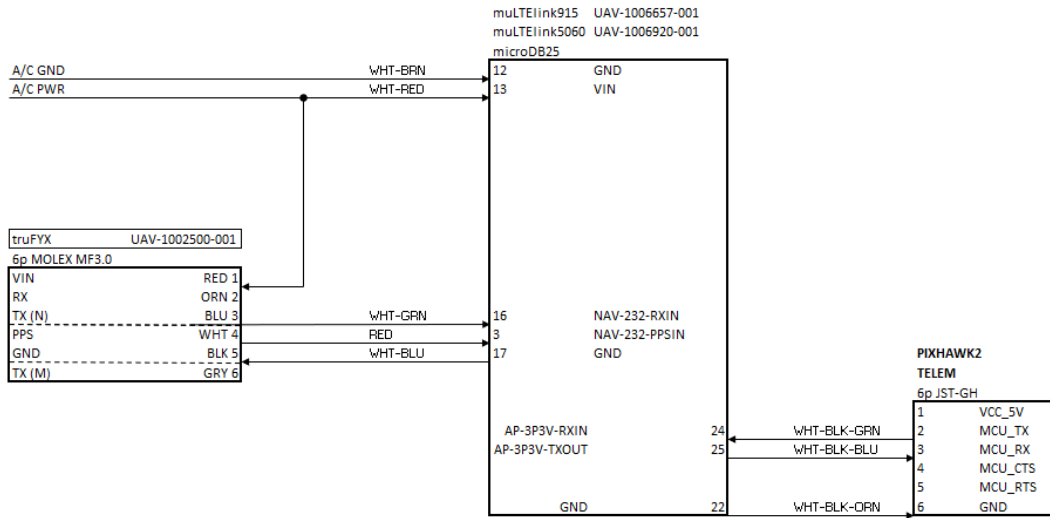 muLTElink915 UAV-1006657-001
muLTElink5060 UAV-1006920-001
microDB25
A/C GND WHT-BRN 12 GND
A/C PWR WHT-RED 13 VIN
truFYX UAV-1002500-001
6p MOLEX MF3.0
VIN RED 1
RX ORN 2
TX (N) BLU 3 WHT-GRN 16 NAV-232-RXIN
PPS WHT 4 RED 3 NAV-232-PPSIN
GND BLK 5 WHT-BLU 17 GND
TX (M) GRY 6
PIXHAWK2
TELEM
6p JST-GH
1 VCC_5V
AP-3P3V-RXIN 24 WHT-BLK-GRN 2 MCU_TX
AP-3P3V-TXOUT 25 WHT-BLK-BLU 3 MCU_RX
4 MCU_CTS
5 MCU_RTS
GND 22 WHT-BLK-ORN 6 GND